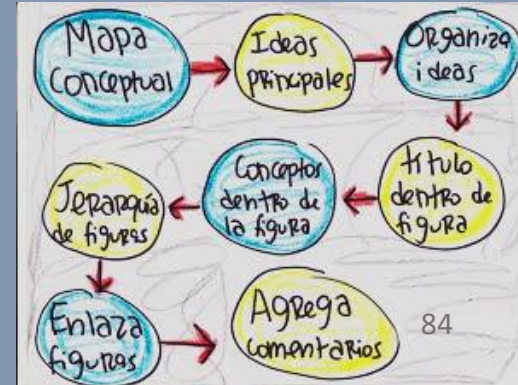 Mapa
Conceptual
Ideas
principales
Organiza
ideas
título
dentro de
figura
Conceptos
dentro de
la figura
Jerarquía
de figuras
Enlaza
figuras
Agrega
comentarios
84